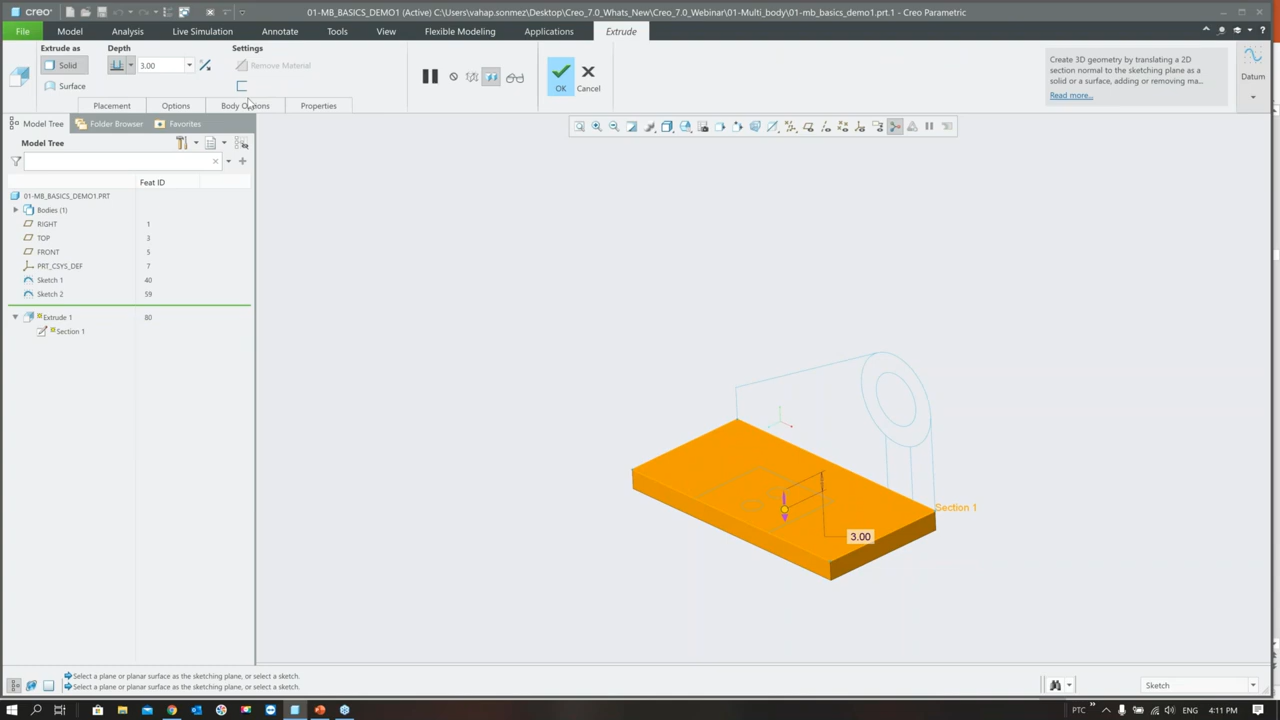 creo
01-MB_BASICS_DEMO1 (Active) C:\Users\vahap.sonmez\Desktop\Creo_7.0_Whats_New\Creo_7.0_Webinar\01-Multi_body\01-mb_basics_demo1.prt.1 - Creo Parametric
File Model Analysis Live Simulation Annotate Tools View Flexible Modeling Applications Extrude
Extrude as Depth Settings
Solid 3.00 Remove Material
Surface
OK Cancel
Create 3D geometry by translating a 2D
section normal to the sketching plane as
a solid or a surface, adding or removing ma...
Read more...
Datum
Placement Options Body Options Properties
Model Tree Folder Browser Favorites
Model Tree
Feat ID
01-MB_BASICS_DEMO1.PRT
Bodies (1)
RIGHT 1
TOP 3
FRONT 5
PRT_CSYS_DEF 7
Sketch 1 40
Sketch 2 59
Extrude 1 80
Section 1
Section 1
3.00
Select a plane or planar surface as the sketching plane, or select a sketch.
Select a plane or planar surface as the sketching plane, or select a sketch.
Sketch
PTC 4:11 PM